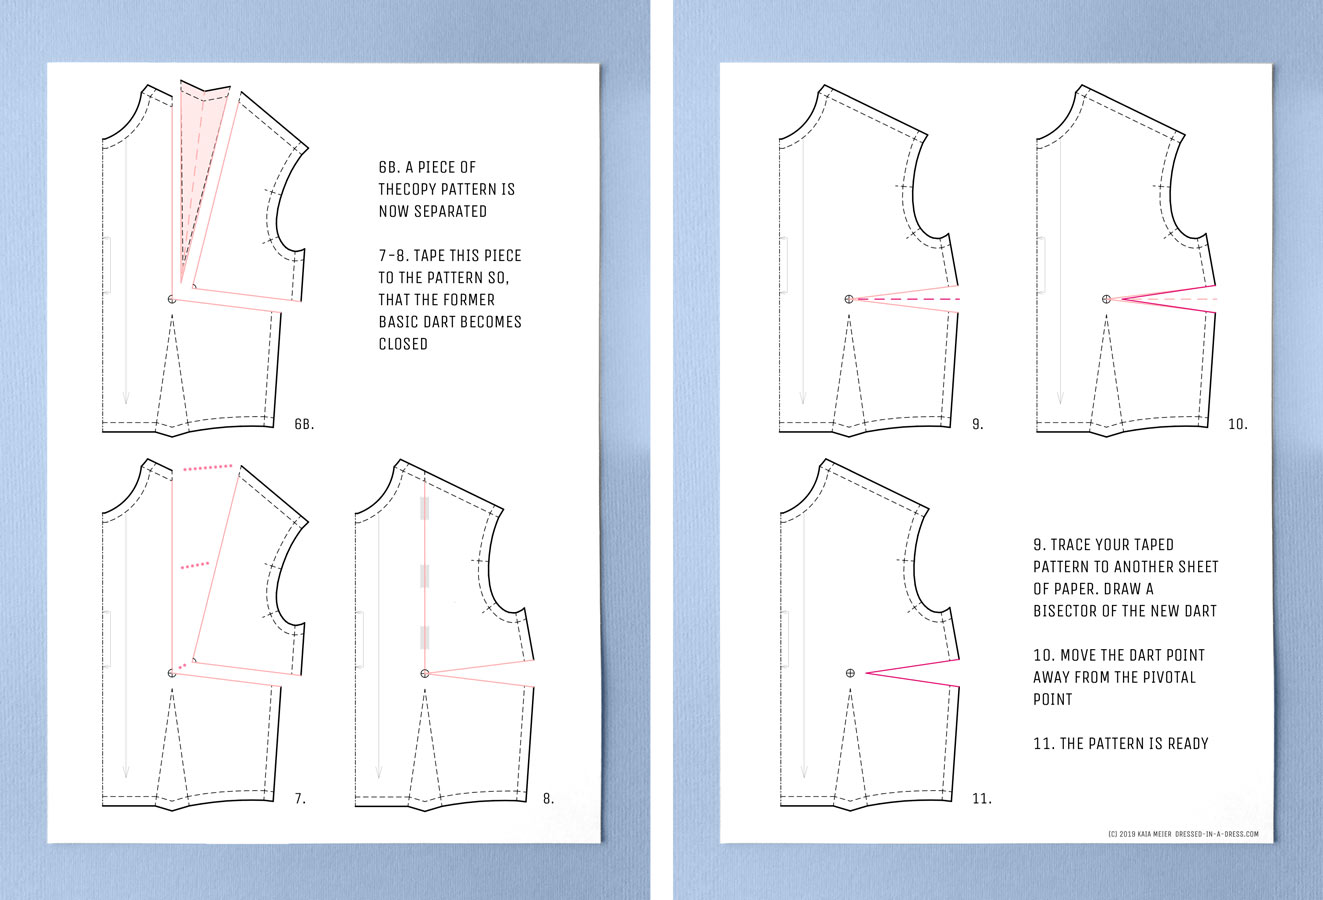 6B. A PIECE OF
THECOPY PATTERN IS
NOW SEPARATED
7-8. TAPE THIS PIECE
TO THE PATTERN SO,
THAT THE FORMER
BASIC DART BECOMES
CLOSED
6B.
7.
8.
9.
10.
9. TRACE YOUR TAPED
PATTERN TO ANOTHER SHEET
OF PAPER. DRAW A
BISECTOR OF THE NEW DART
10. MOVE THE DART POINT
AWAY FROM THE PIVOTAL
POINT
11. THE PATTERN IS READY
11.
(C) 2019 KAIA MEIER DRESSED-IN-A-DRESS.COM